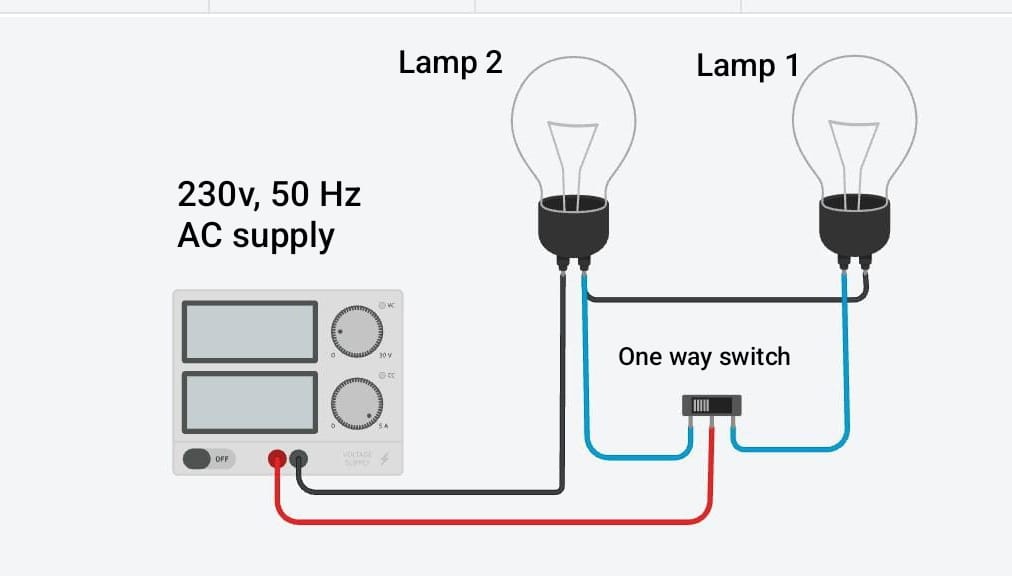 Lamp 2
Lamp 1
230v, 50 Hz
AC supply
One way switch
VC
0
30 V
CC
0
5 A
OFF
VOLTAGE
SUPPLY